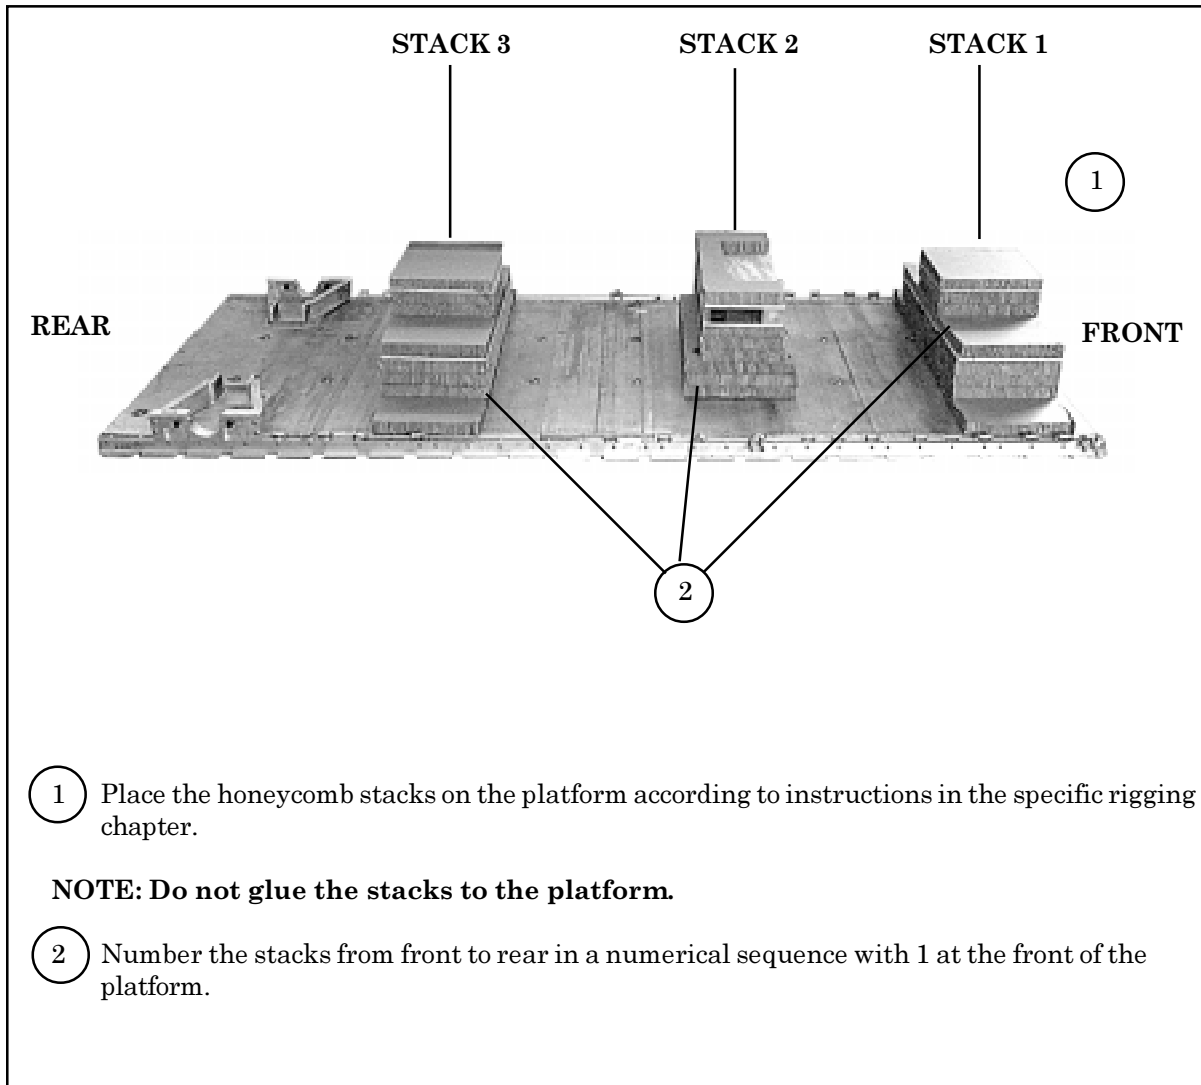 STACK 3 STACK 2 STACK 1
1
REAR
FRONT
2
1 Place the honeycomb stacks on the platform according to instructions in the specific rigging
chapter.
NOTE: Do not glue the stacks to the platform.
2 Number the stacks from front to rear in a numerical sequence with 1 at the front of the
platform.